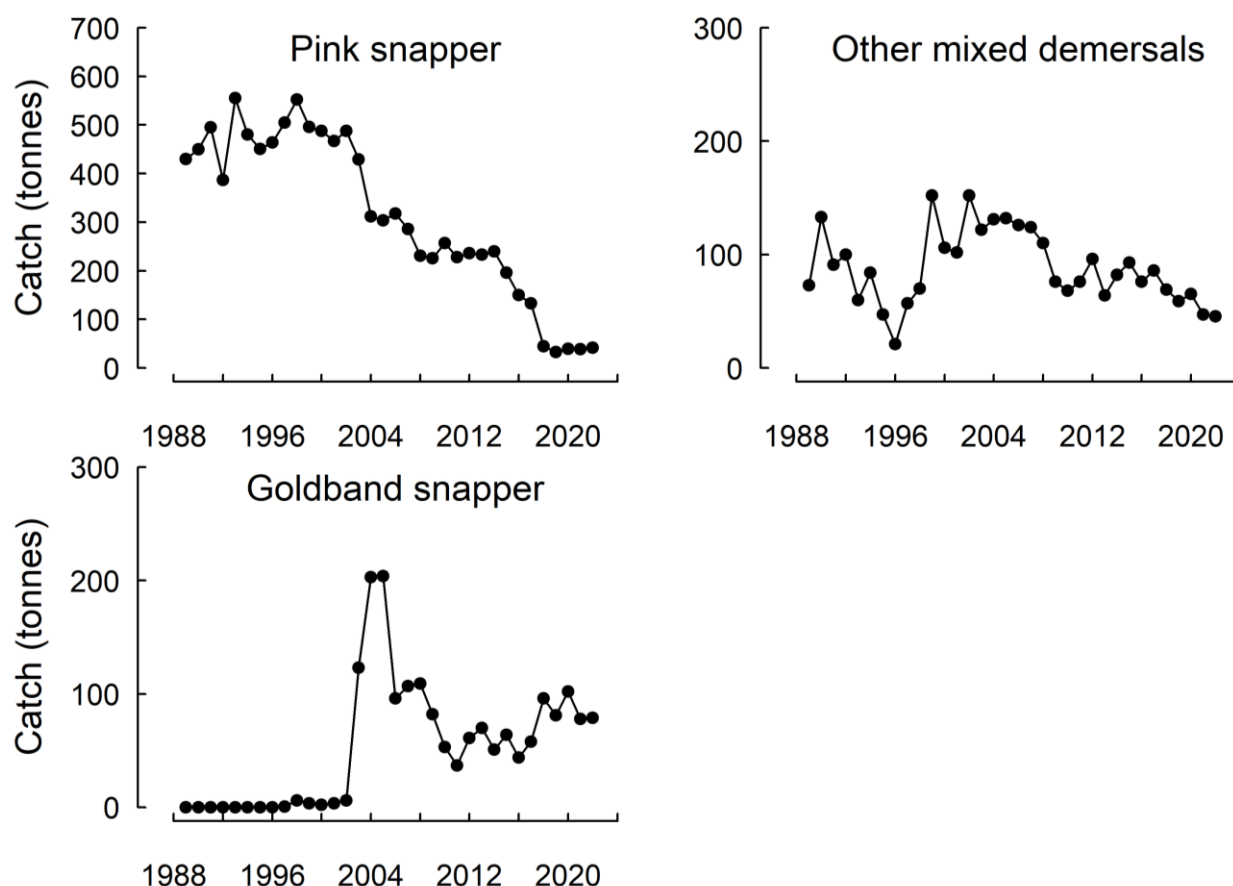 Pink snapper
Catch (tonnes)
700
600
500
400
300
200
100
0
1988 1996 2004 2012 2020
Other mixed demersals
300
200
100
0
1988 1996 2004 2012 2020
Goldband snapper
Catch (tonnes)
300
200
100
0
1988 1996 2004 2012 2020